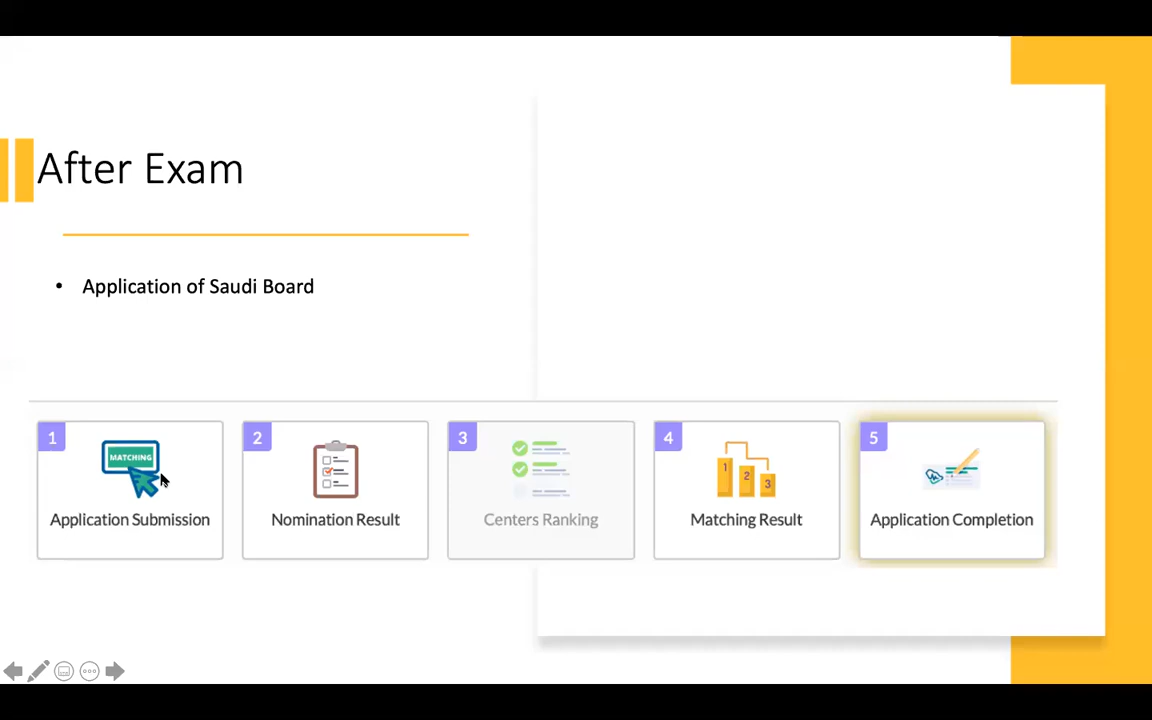 After Exam
• Application of Saudi Board
1
MATCHING
Application Submission
2
Nomination Result
3
Centers Ranking
4
1
2
3
Matching Result
5
Application Completion